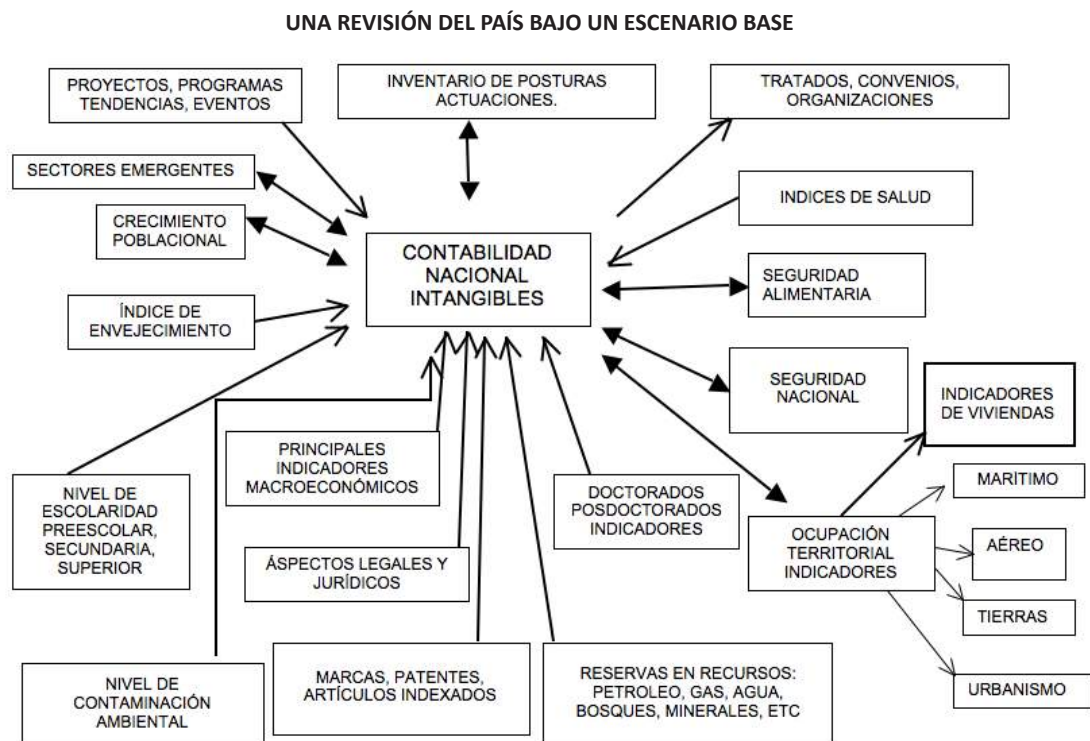 UNA REVISIÓN DEL PAÍS BAJO UN ESCENARIO BASE
PROYECTOS, PROGRAMAS
TENDENCIAS, EVENTOS
INVENTARIO DE POSTURAS
ACTUACIONES.
TRATADOS, CONVENIOS,
ORGANIZACIONES
SECTORES EMERGENTES
INDICES DE SALUD
CRECIMIENTO
POBLACIONAL
CONTABILIDAD
NACIONAL
INTANGIBLES
SEGURIDAD
ALIMENTARIA
ÍNDICE DE
ENVEJECIMIENTO
SEGURIDAD
NACIONAL
INDICADORES
DE VIVIENDAS
PRINCIPALES
INDICADORES
MACROECONÓMICOS
NIVEL DE
ESCOLARIDAD
PREESCOLAR,
SECUNDARIA,
SUPERIOR
DOCTORADOS
POSDOCTORADOS
INDICADORES
MARÍTIMO
OCUPACIÓN
TERRITORIAL
INDICADORES
AÉREO
ÁSPECTOS LEGALES Y
JURÍDICOS
TIERRAS
NIVEL DE
CONTAMINACIÓN
AMBIENTAL
MARCAS, PATENTES,
ARTÍCULOS INDEXADOS
RESERVAS EN RECURSOS:
PETROLEO, GAS, AGUA,
BOSQUES, MINERALES, ETC
URBANISMO